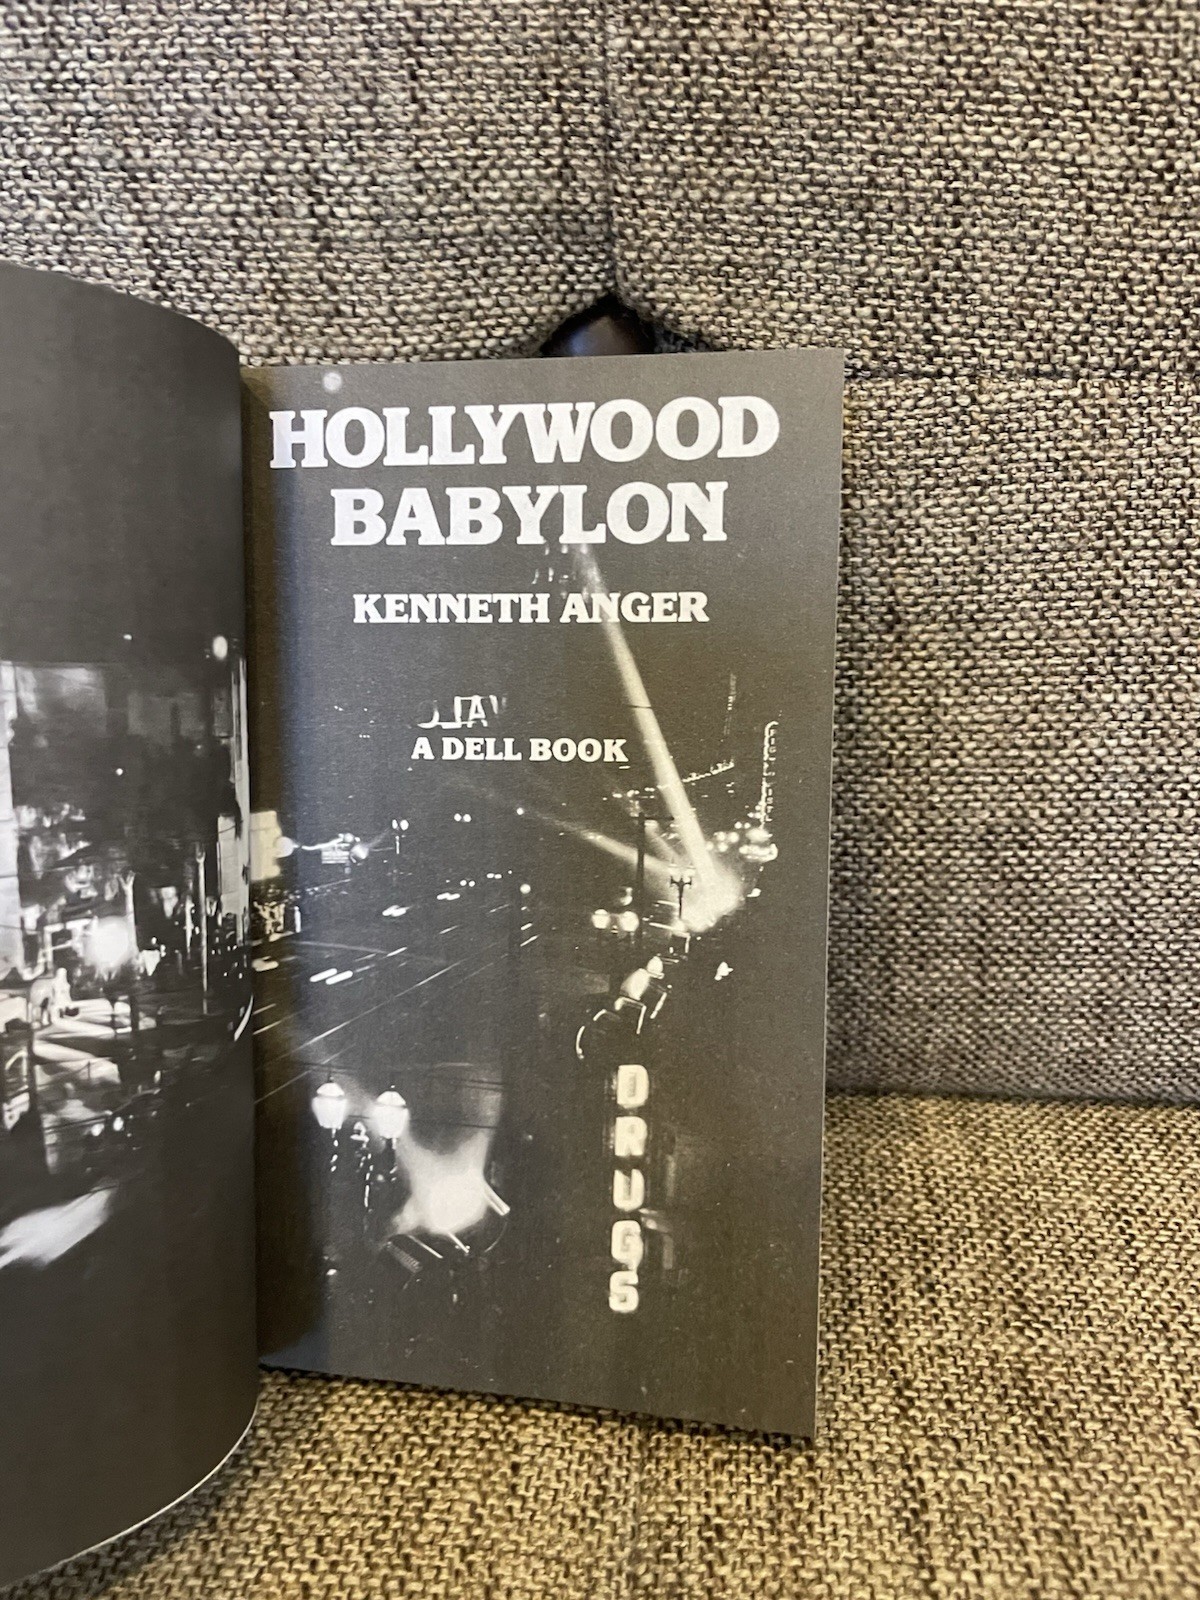 HOLLYWOOD
BABYLON
KENNETH ANGER
A DELL BOOK
DRUGS